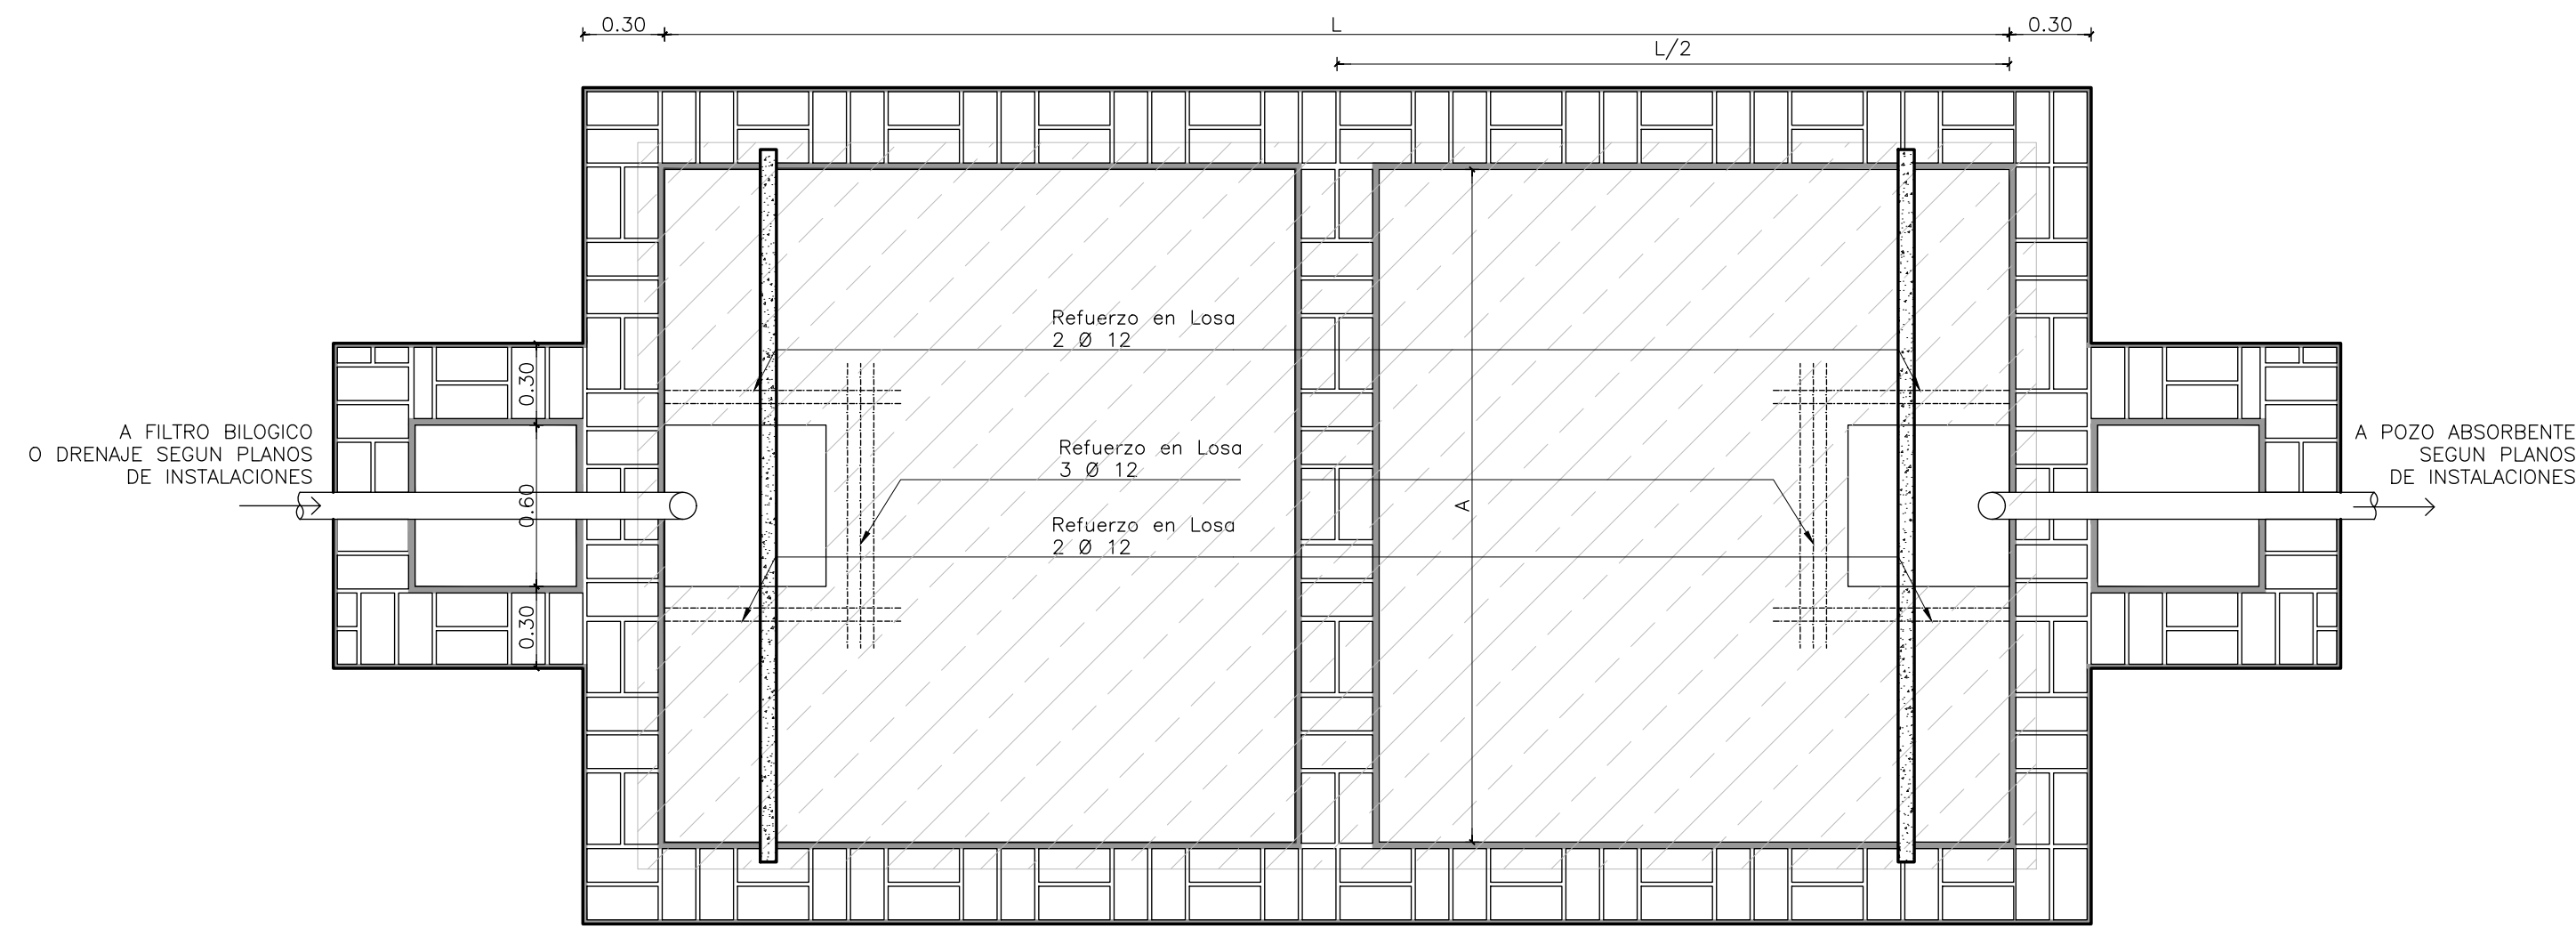 0.30
L
0.30
L/2
Refuerzo en Losa
2 Ø 12
0.30
A FILTRO BILOGICO
O DRENAJE SEGUN PLANOS
DE INSTALACIONES
Refuerzo en Losa
3 Ø 12
A POZO ABSORBENTE
SEGUN PLANOS
DE INSTALACIONES
0.60
A
Refuerzo en Losa
2 Ø 12
0.30